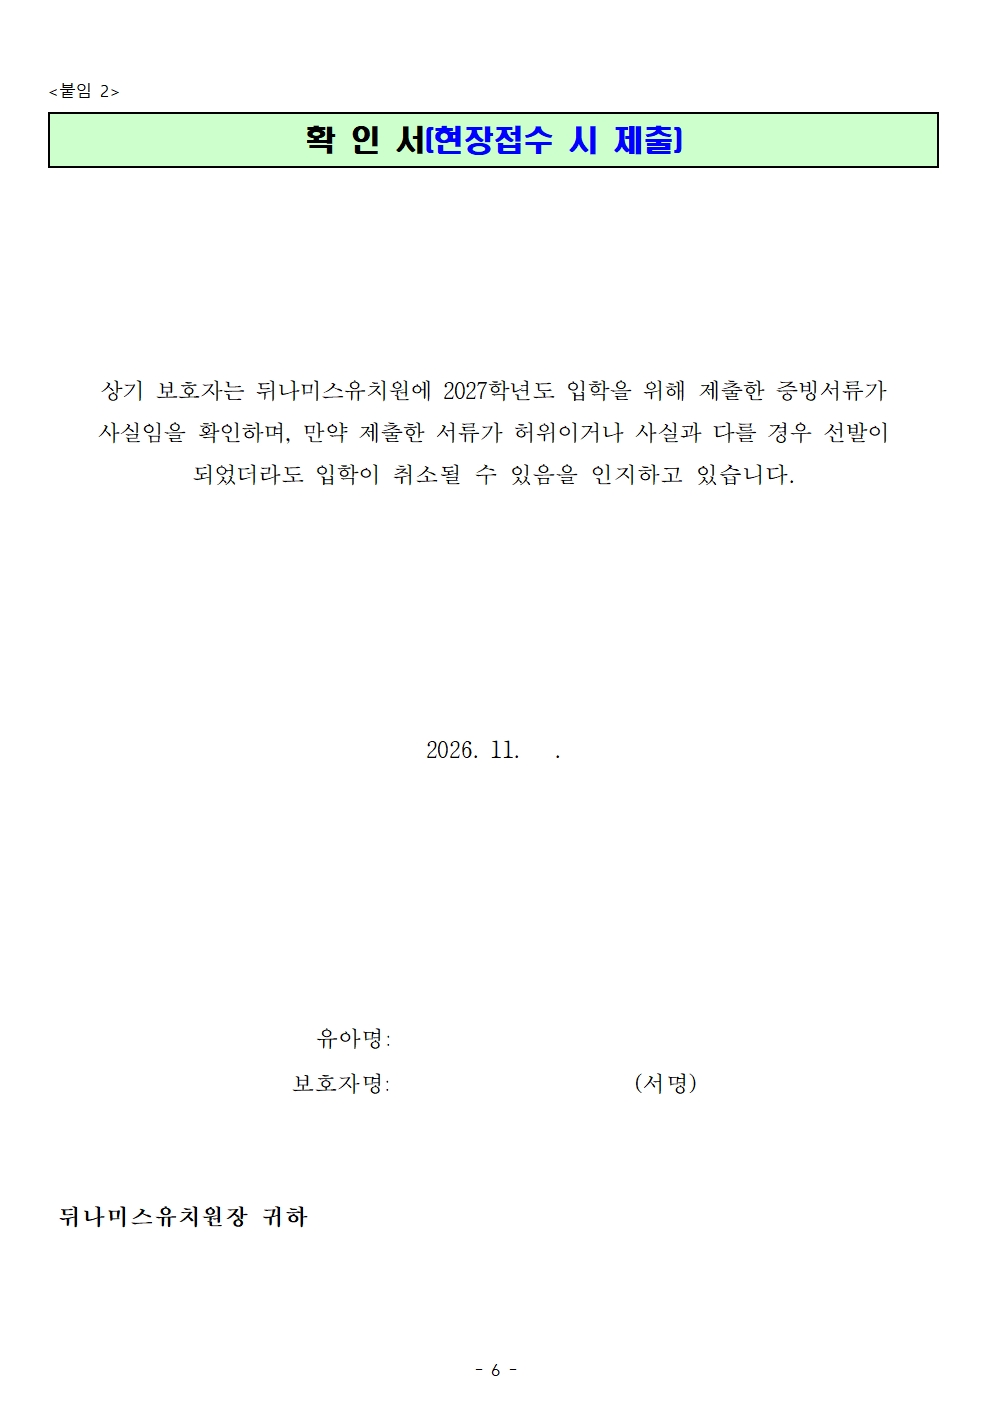 <붙임 2>
확 인 서(현장접수 시 제출)
상기 보호자는 뒤나미스유치원에 2027학년도 입학을 위해 제출한 증빙서류가
사실임을 확인하며, 만약 제출한 서류가 허위이거나 사실과 다를 경우 선발이
되었더라도 입학이 취소될 수 있음을 인지하고 있습니다.
2026. 11.   .
유아명:
보호자명: (서명)
뒤나미스유치원장 귀하
- 6 -